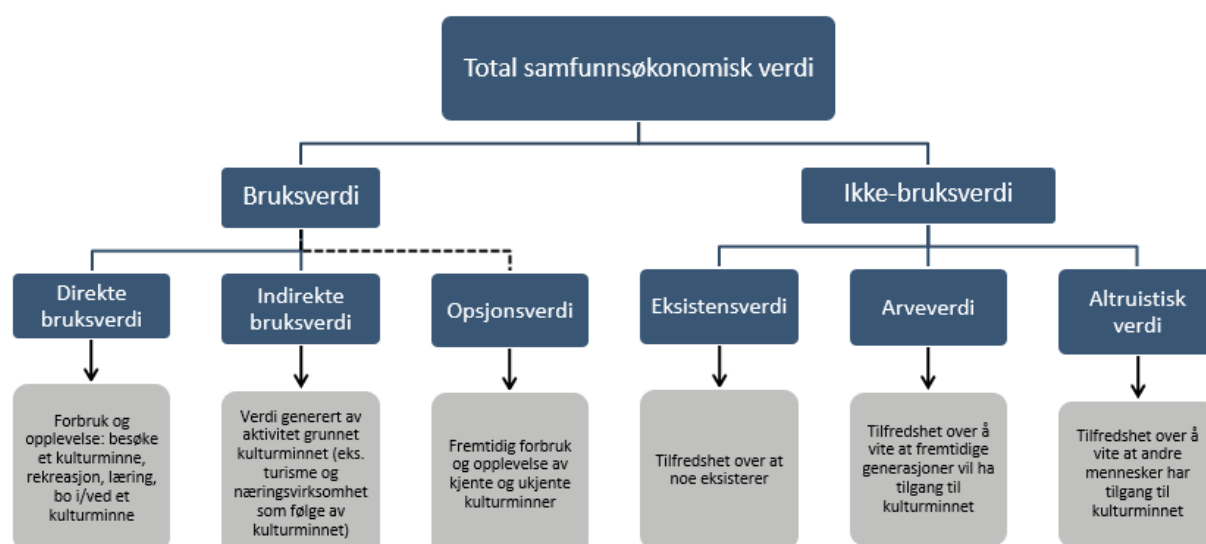 Total samfunnsøkonomisk verdi
Bruksverdi
Ikke-bruksverdi
Direkte
bruksverdi
Indirekte
bruksverdi
Opsjonsverdi
Eksistensverdi
Arveverdi
Altruistisk
verdi
Forbruk og
opplevelse: besøke
et kulturminne,
rekreasjon, læring,
bo i/ved et
kulturminne
Verdi generert av
aktivitet grunnet
kulturminnet (eks.
turisme og
næringsvirksomhet
som følge av
kulturminnet)
Fremtidig forbruk
og opplevelse av
kjente og ukjente
kulturminner
Tilfredshet over at
noe eksisterer
Tilfredshet over å
vite at fremtidige
generasjoner vil ha
tilgang til
kulturminnet
Tilfredshet over å
vite at andre
mennesker har
tilgang til
kulturminnet